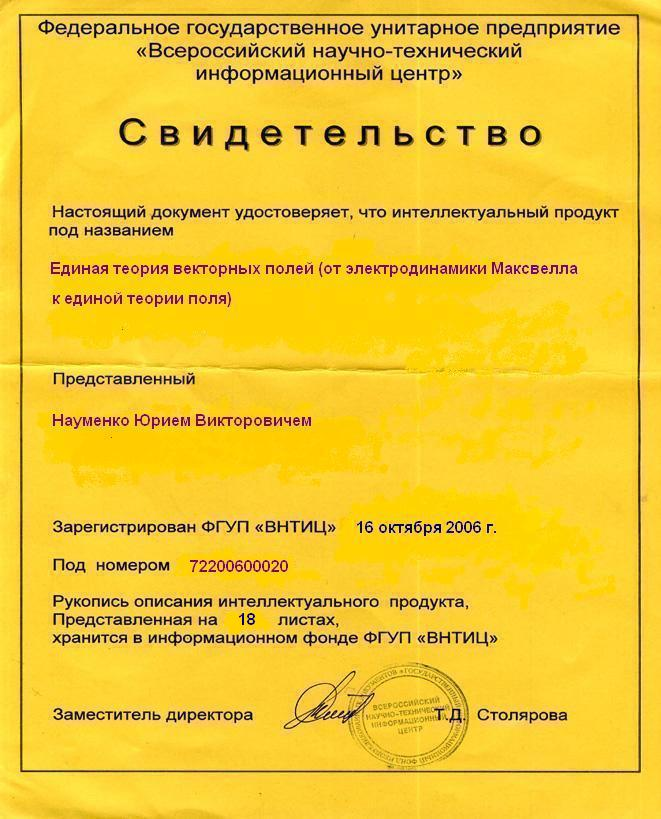 Федеральное государственное унитарное предприятие
«Всероссийский научно-технический
информационный центр»
Свидетельство
Настоящий документ удостоверяет, что интеллектуальный продукт
под названием
Единая теория векторных полей (от электродинамики Максвелла
к единой теории поля)
Представленный
Науменко Юрием Викторовичем
Зарегистрирован ФГУП «ВНТИЦ» 16 октября 2006 г.
Под номером 72200600020
Рукопись описания интеллектуального продукта,
Представленная на 18 листах,
хранится в информационном фонде ФГУП «ВНТИЦ»
Заместитель директора Т.Д. Столярова
ВСЕРОССИЙСКИЙ
НАУЧНО-ТЕХНИЧЕСКИЙ
ИНФОРМАЦИОННЫЙ
ЦЕНТР